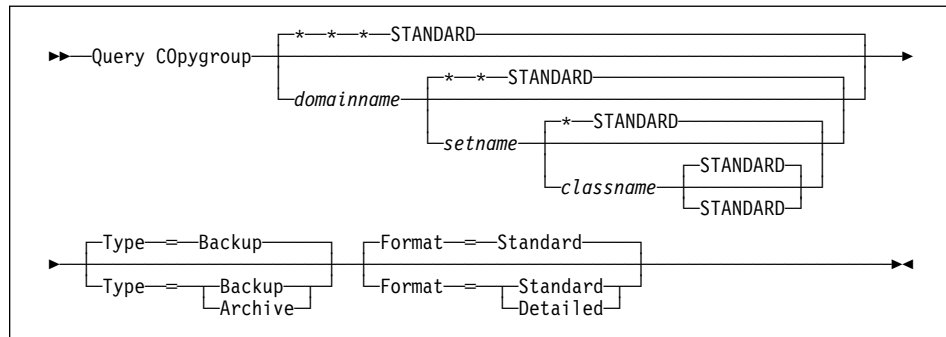 *—*—*—STANDARD
Query COpygroup
*—*—STANDARD
domainname
*—STANDARD
setname
STANDARD
classname
STANDARD
Type—=—Backup Format—=—Standard
Type—=—Backup Format—=—Standard
Archive Detailed